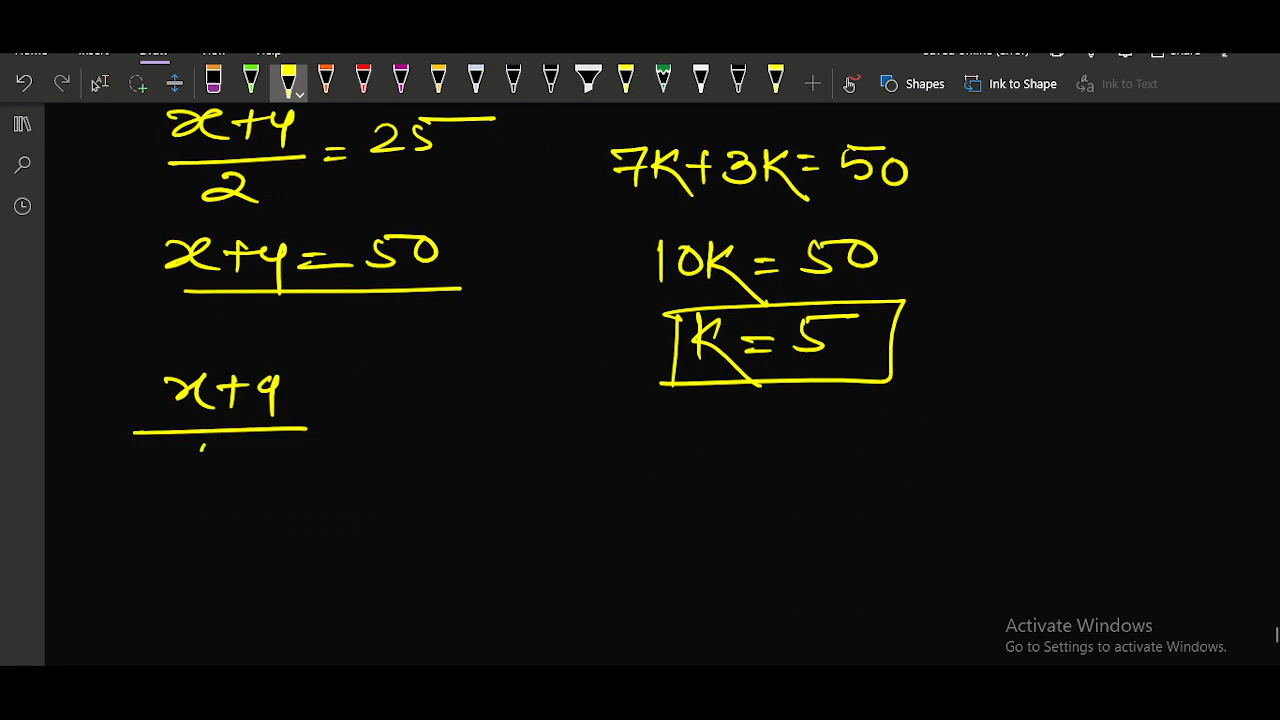 Shapes
Ink to Shape
Ink to Text
x+y
2
= 25
x+y=50
x+9
7K+3K=50
10K=50
K=5
Activate Windows
Go to Settings to activate Windows.